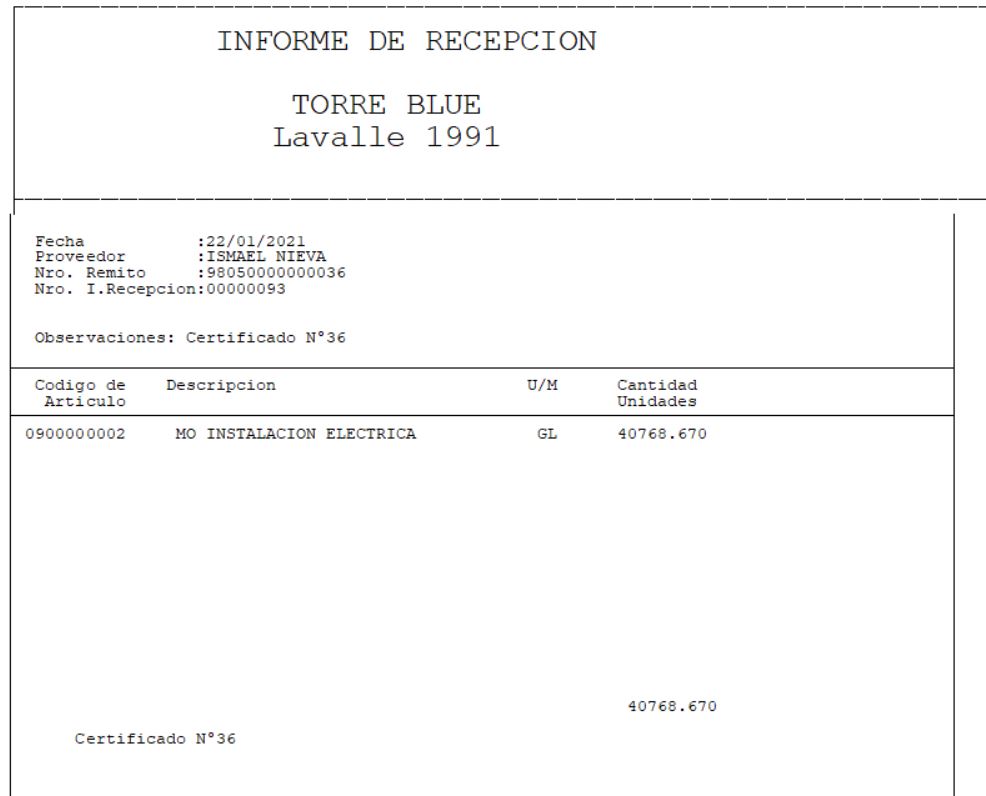 INFORME DE RECEPCION
TORRE BLUE
Lavalle 1991
Fecha :22/01/2021
Proveedor :ISMAEL NIEVA
Nro. Remito :98050000000036
Nro. I.Recepcion:00000093
Observaciones: Certificado N°36
Codigo de Descripcion U/M Cantidad
Articulo Unidades
0900000002 MO INSTALACION ELECTRICA GL 40768.670
40768.670
Certificado N°36